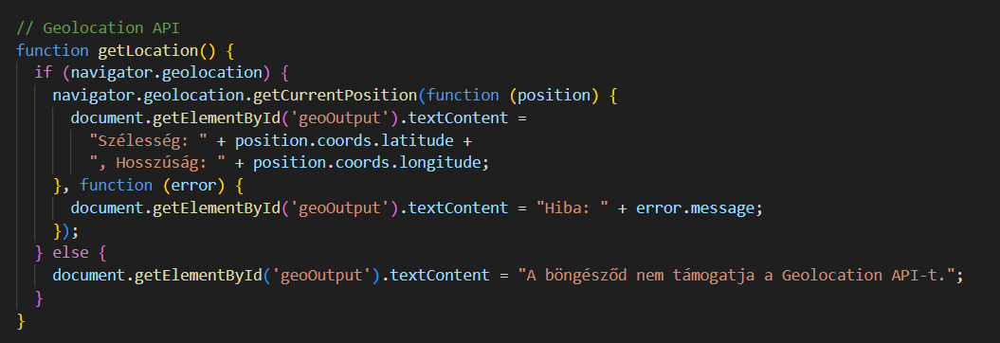 // Geolocation API
function getLocation() {
if (navigator.geolocation) {
navigator.geolocation.getCurrentPosition(function (position) {
document.getElementById('geoOutput').textContent =
"Szélesség: " + position.coords.latitude +
", Hosszúság: " + position.coords.longitude;
}, function (error) {
document.getElementById('geoOutput').textContent = "Hiba: " + error.message;
});
} else {
document.getElementById('geoOutput').textContent = "A böngésződ nem támogatja a Geolocation API-t.";
}
}